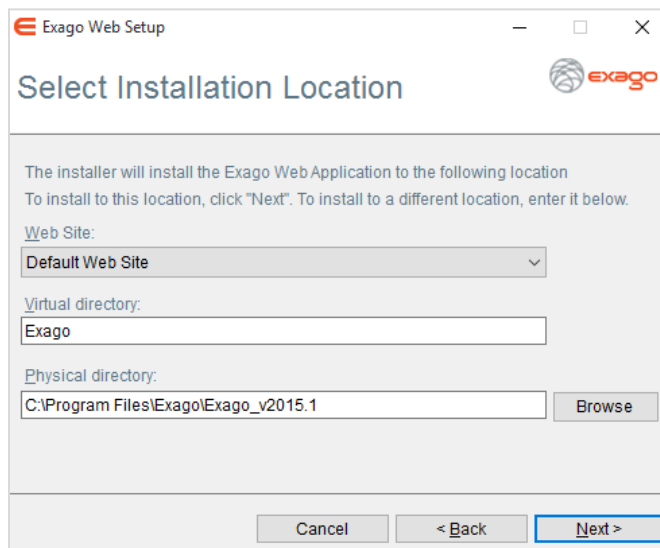 Exago Web Setup
Select Installation Location
exago
The installer will install the Exago Web Application to the following location
To install to this location, click "Next". To install to a different location, enter it below.
Web Site:
Default Web Site
Virtual directory:
Exago
Physical directory:
C:\Program Files\Exago\Exago_v2015.1
Browse
Cancel
< Back
Next >